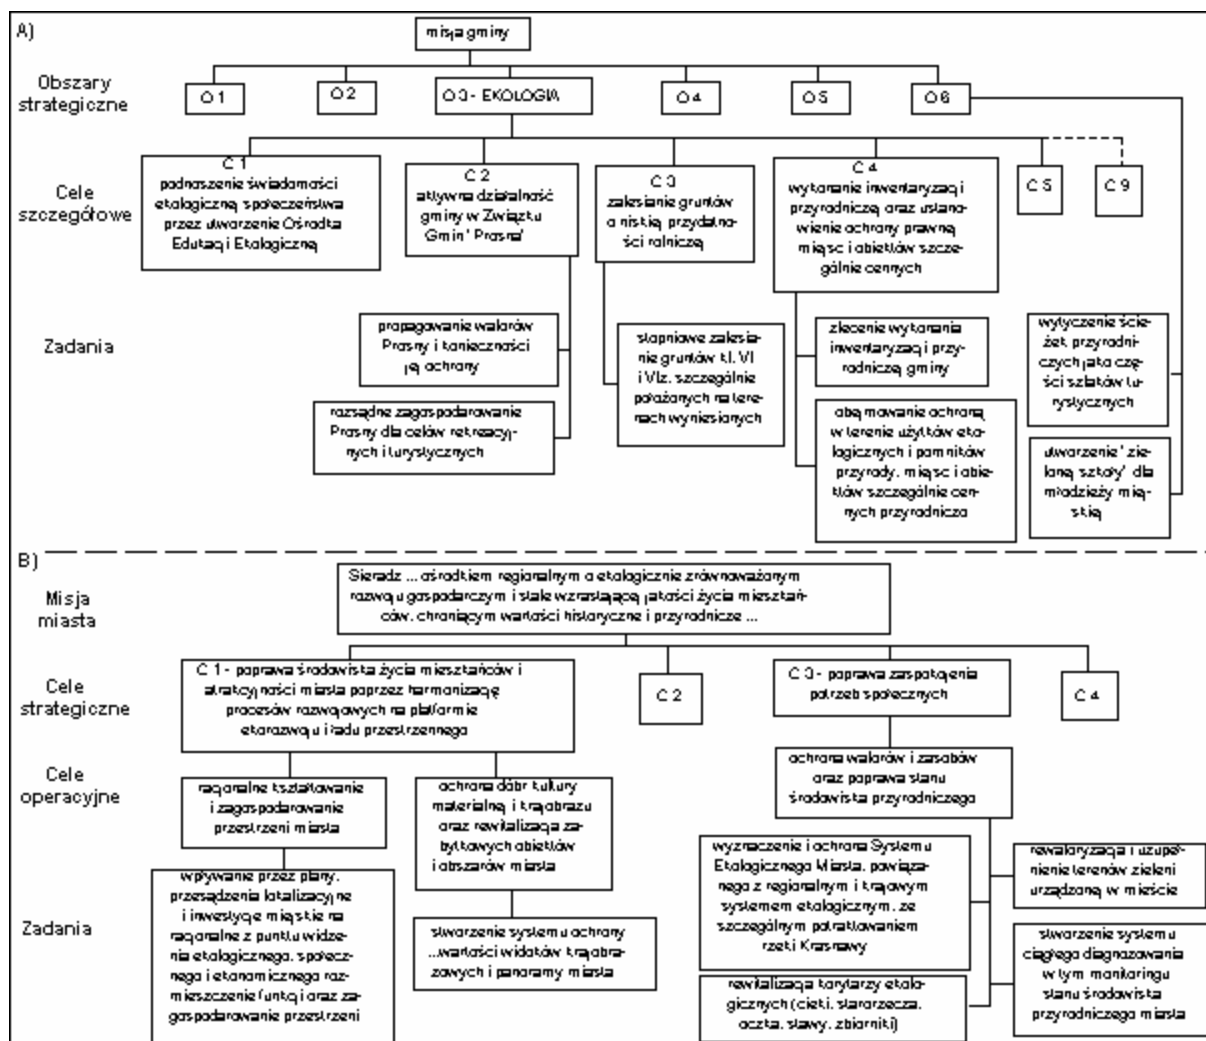 A)
misja gminy
Obszary
strategiczne
O 1
O 2
O 3 - EKOLOGIA
O 4
O 5
O 6
Cele
szczegółowe
C 1
podnoszenie świadomości
ekologicznej społeczeństwa
przez utworzenie Ośrodka
Edukacji Ekologicznej
C 2
aktywna działalność
gminy w Związku
Gmin "Prosna"
C 3
zalesianie gruntów
o niskiej przydatno-
ści rolniczej
C 4
wykonanie inwentaryzacji
przyrodniczej oraz ustano-
wienie ochrony prawnej
miejsc i obiektów szcze-
gólnie cennych
C 5
C 9
Zadania
propagowanie walorów
Prosny i konieczności
jej ochrony
rozsądne zagospodarowanie
Prosny dla celów rekreacyj-
nych i turystycznych
stopniowe zalesia-
nie gruntów kl. VI
i VIz. szczególnie
położonych na tere-
nach wyniesionych
zlecenie wykonania
inwentaryzacji przy-
rodniczej gminy
obejmowanie ochroną
w terenie użytków eko-
logicznych i pomników
przyrody, miejsc i obie-
któw szczególnie cen-
nych przyrodniczo
wytyczenie ście-
żek przyrodni-
czych jako czę-
ści szlaków tu-
rystycznych
utworzenie "zie-
lonej szkoły" dla
młodzieży miej-
skiej
B)
Misja
miasta
Sieradz ... ośrodkiem regionalnym o ekologicznie zrównoważonym
rozwoju gospodarczym i stale wzrastającej jakości życia mieszkań-
ców, chroniącym wartości historyczne i przyrodnicze ...
Cele
strategiczne
C 1 - poprawa środowiska życia mieszkańców i
atrakcyjności miasta poprzez harmonizację
procesów rozwojowych na platformie
ekorozwoju i ładu przestrzennego
C 2
C 3 - poprawa zaspokojenia
potrzeb społecznych
C 4
Cele
operacyjne
racjonalne kształtowanie
i zagospodarowanie
przestrzeni miasta
ochrona dóbr kultury
materialnej i krajobrazu
oraz rewitalizacja za-
bytkowych obiektów
i obszarów miasta
ochrona walorów i zasobów
oraz poprawa stanu
środowiska przyrodniczego
Zadania
wpływanie przez plany,
przesądzenia lokalizacyjne
i inwestycje miejskie na
racjonalne z punktu widze-
nia ekologicznego, społecz-
nego i ekonomicznego roz-
mieszczenie funkcji oraz za-
gospodarowanie przestrzeni
stworzenie systemu ochrony
...wartości widoków krajobra-
zowych i panoramy miasta
wyznaczenie i ochrona Systemu
Ekologicznego Miasta, powiąza-
nego z regionalnym i krajowym
systemem ekologicznym, ze
szczególnym potraktowaniem
rzeki Krasnawy
rewitalizacja korytarzy ekolo-
gicznych (cieki, starorzecza,
oczka, stawy, zbiorniki)
rewaloryzacja i uzupeł-
nienie terenów zieleni
urządzonej w mieście
stworzenie systemu
ciągłego diagnozowania
w tym monitoringu
stanu środowiska
przyrodniczego miasta